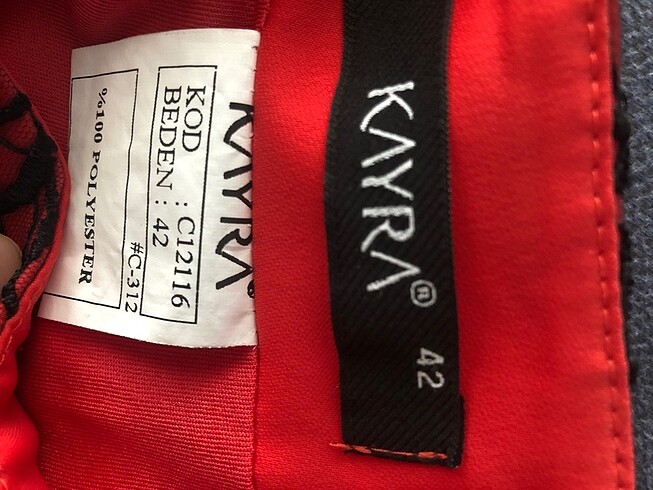 KAYRA®
42
KAYRA®
KOD : C12116
BEDEN : 42
#C-312
%100 POLYESTER